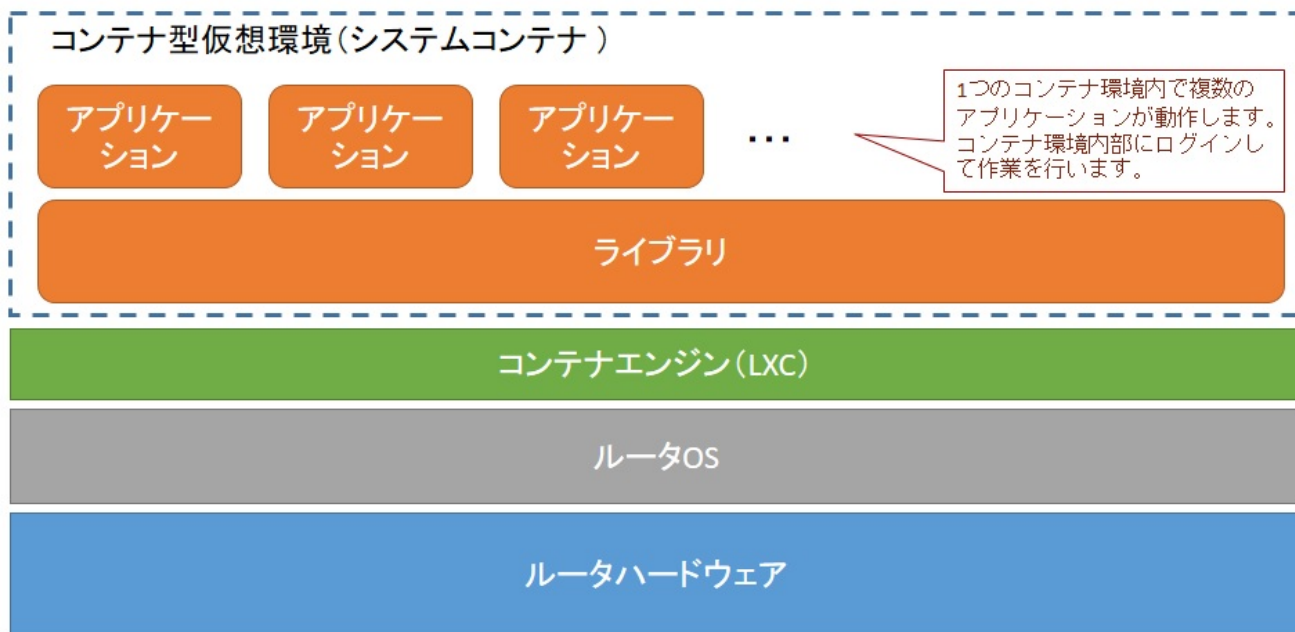 コンテナ型仮想環境(システムコンテナ)
アプリケー
ション
アプリケー
ション
アプリケー
ション
・・・
1つのコンテナ環境内で複数の
アプリケーションが動作します。
コンテナ環境内部にログインし
て作業を行います。
ライブラリ
コンテナエンジン(LXC)
ルータOS
ルータハードウェア